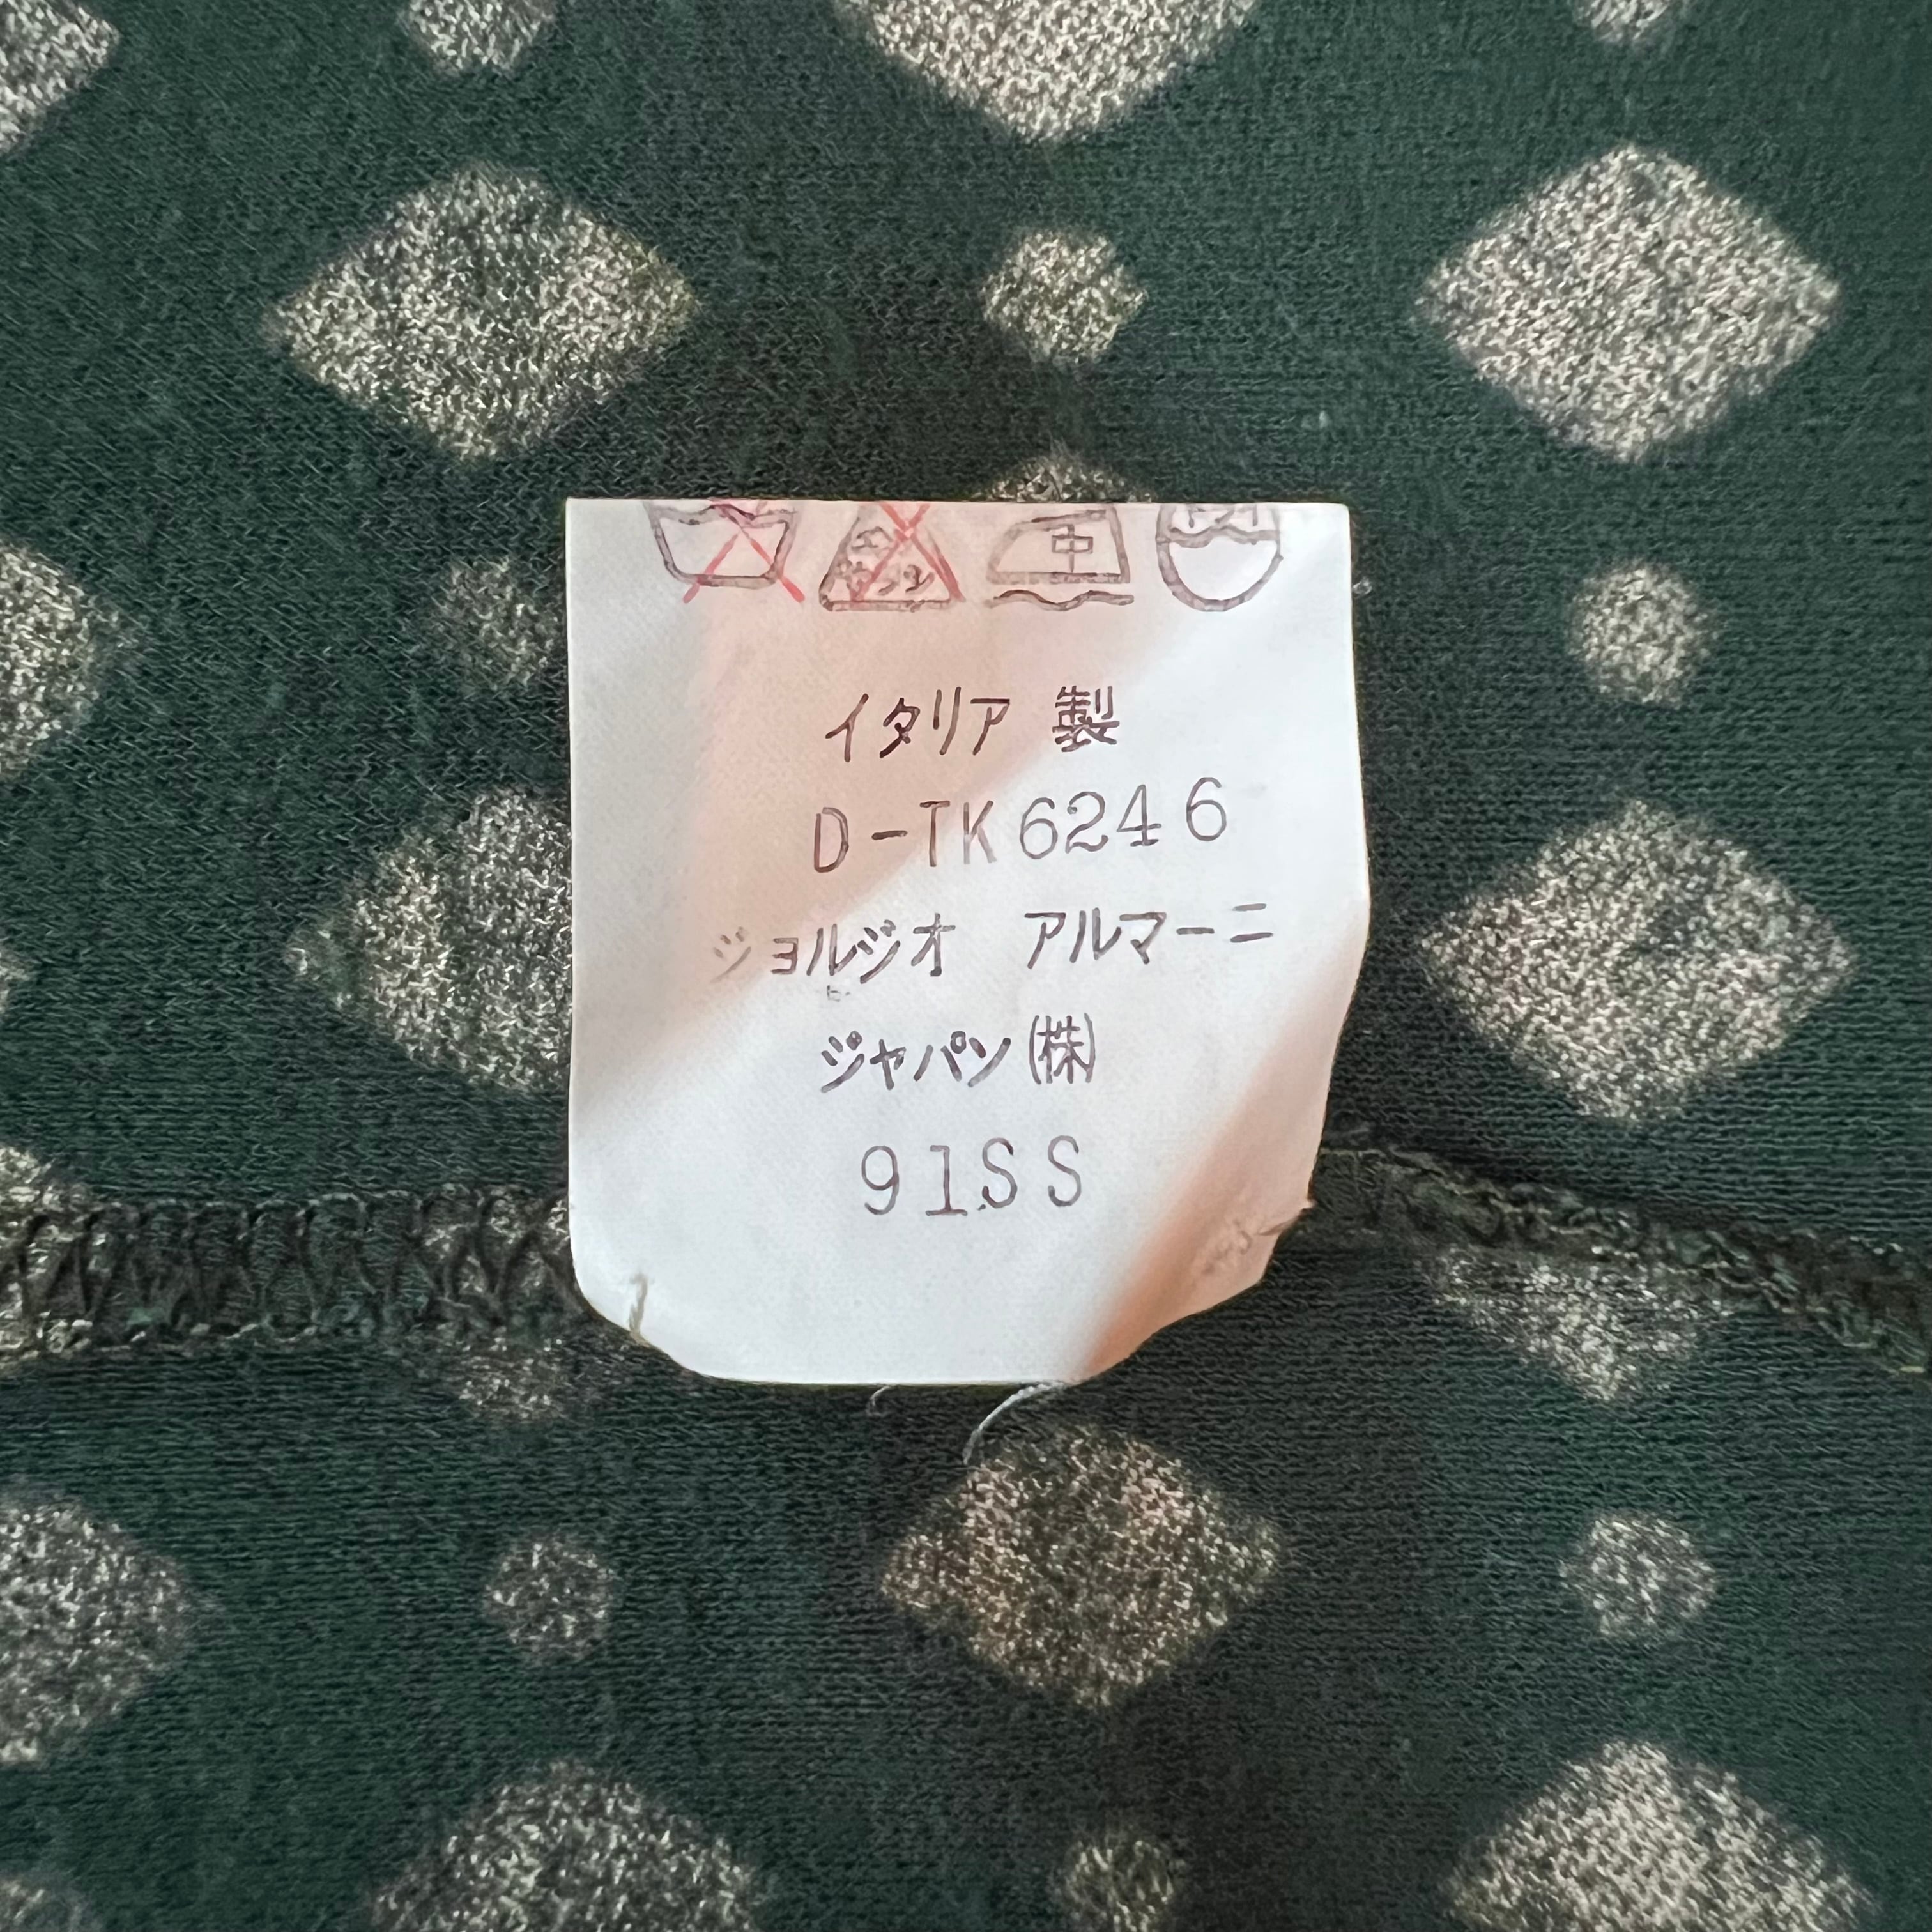 中
イタリア 製
D-TK6246
ジョルジオ アルマーニ
ジャパン(株)
91SS